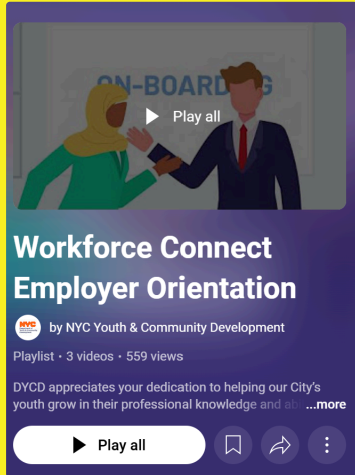 ON-BOARD G
Play all
Workforce Connect
Employer Orientation
NYC
by NYC Youth & Community Development
Playlist • 3 videos • 559 views
DYCD appreciates your dedication to helping our City's
youth grow in their professional knowledge and ...more
Play all